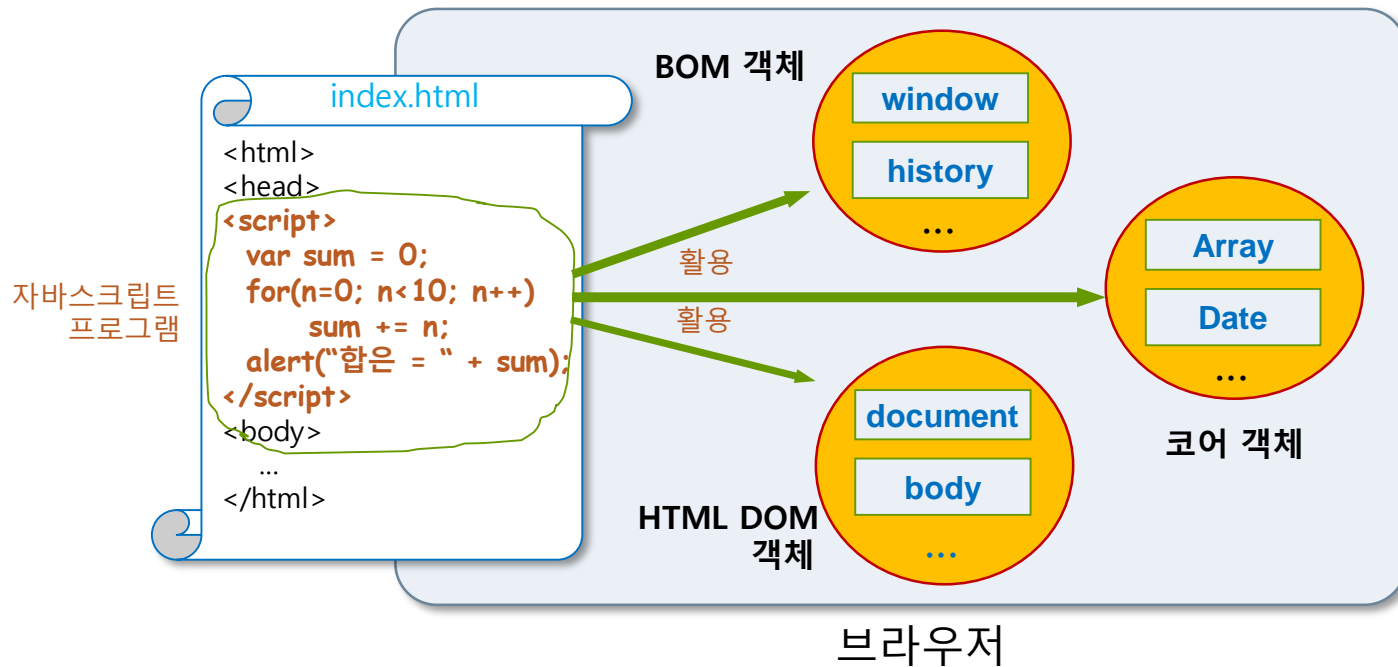 index.html
<html>
<head>
<script>
var sum = 0;
for(n=0; n<10; n++)
sum += n;
alert(“합은 = “ + sum);
</script>
<body>
...
</html>
자바스크립트
프로그램
활용
활용
BOM 객체
window
history
...
Array
Date
...
코어 객체
document
body
...
HTML DOM
객체
브라우저